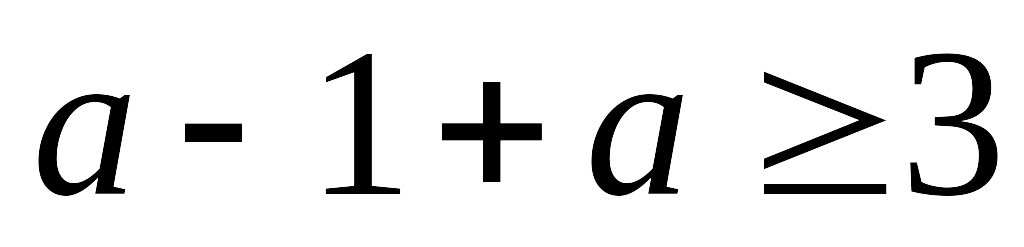 a - 1 + a ≥ 3